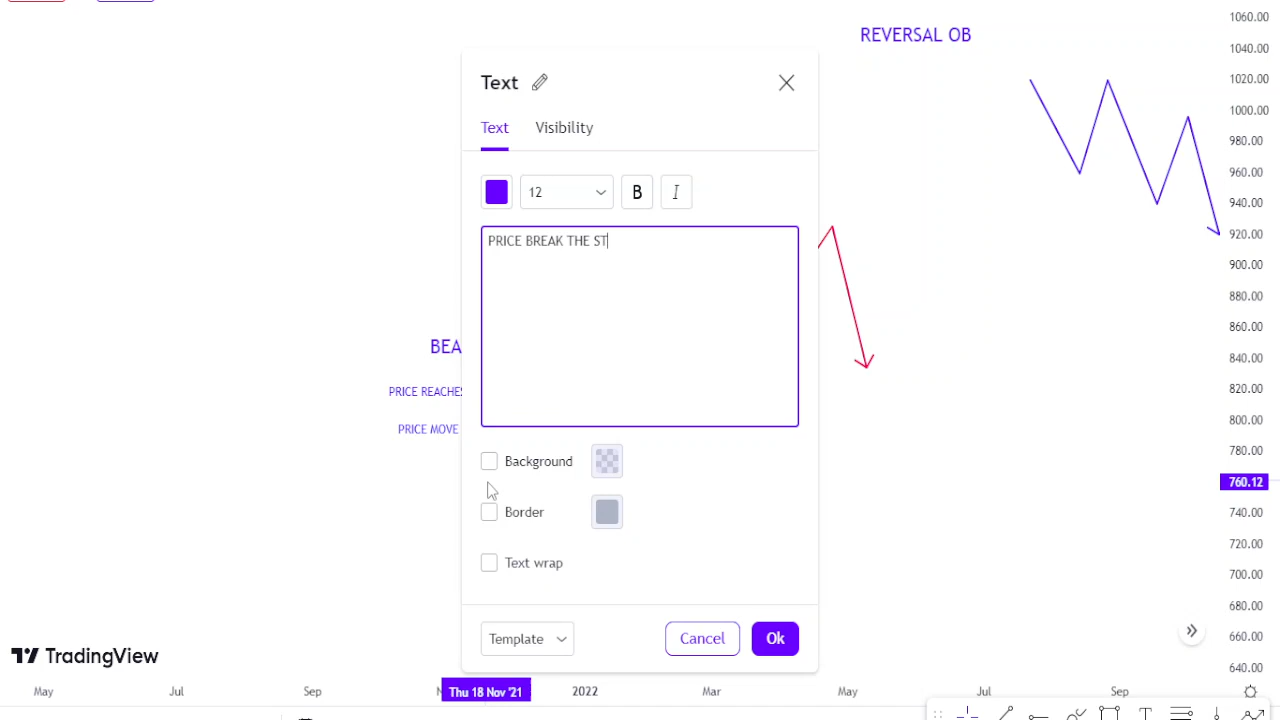 REVERSAL OB
Text
Text Visibility
12 B I
PRICE BREAK THE ST
BEA
PRICE REACHES
PRICE MOVE
Background
Border
Text wrap
Template Cancel Ok
1060.00
1040.00
1020.00
1000.00
980.00
960.00
940.00
920.00
900.00
880.00
860.00
840.00
820.00
800.00
780.00
760.12
740.00
720.00
700.00
680.00
660.00
640.00
TradingView
May Jul Sep Thu 18 Nov '21 2022 Mar May Jul Sep